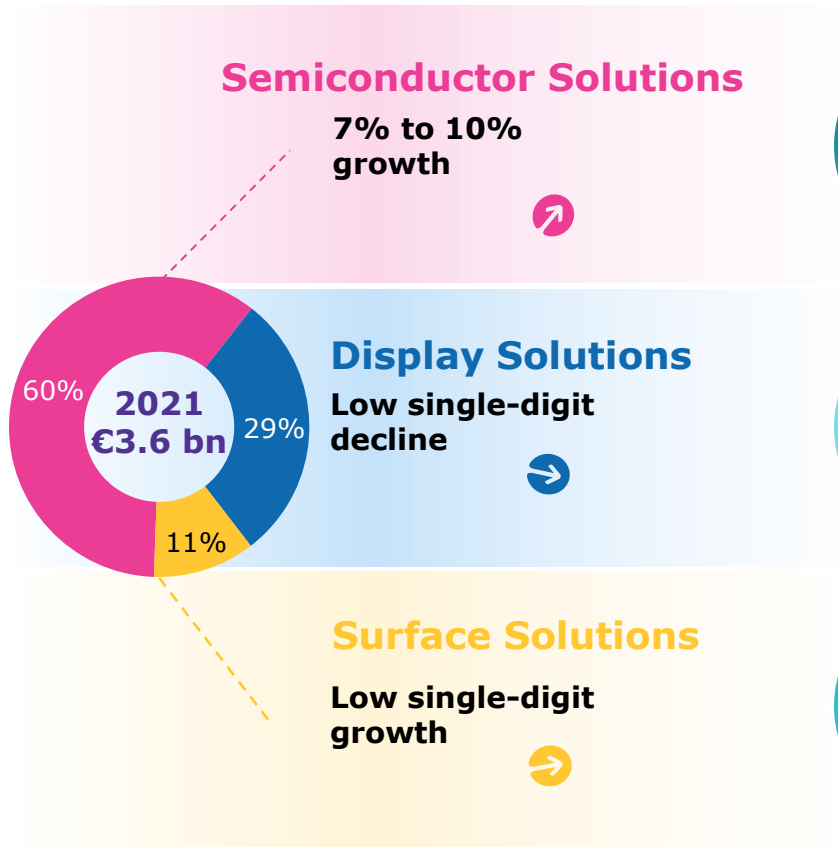 Semiconductor Solutions
7% to 10%
growth
60%
2021
€3.6 bn
29%
11%
Display Solutions
Low single-digit
decline
Surface Solutions
Low single-digit
growth